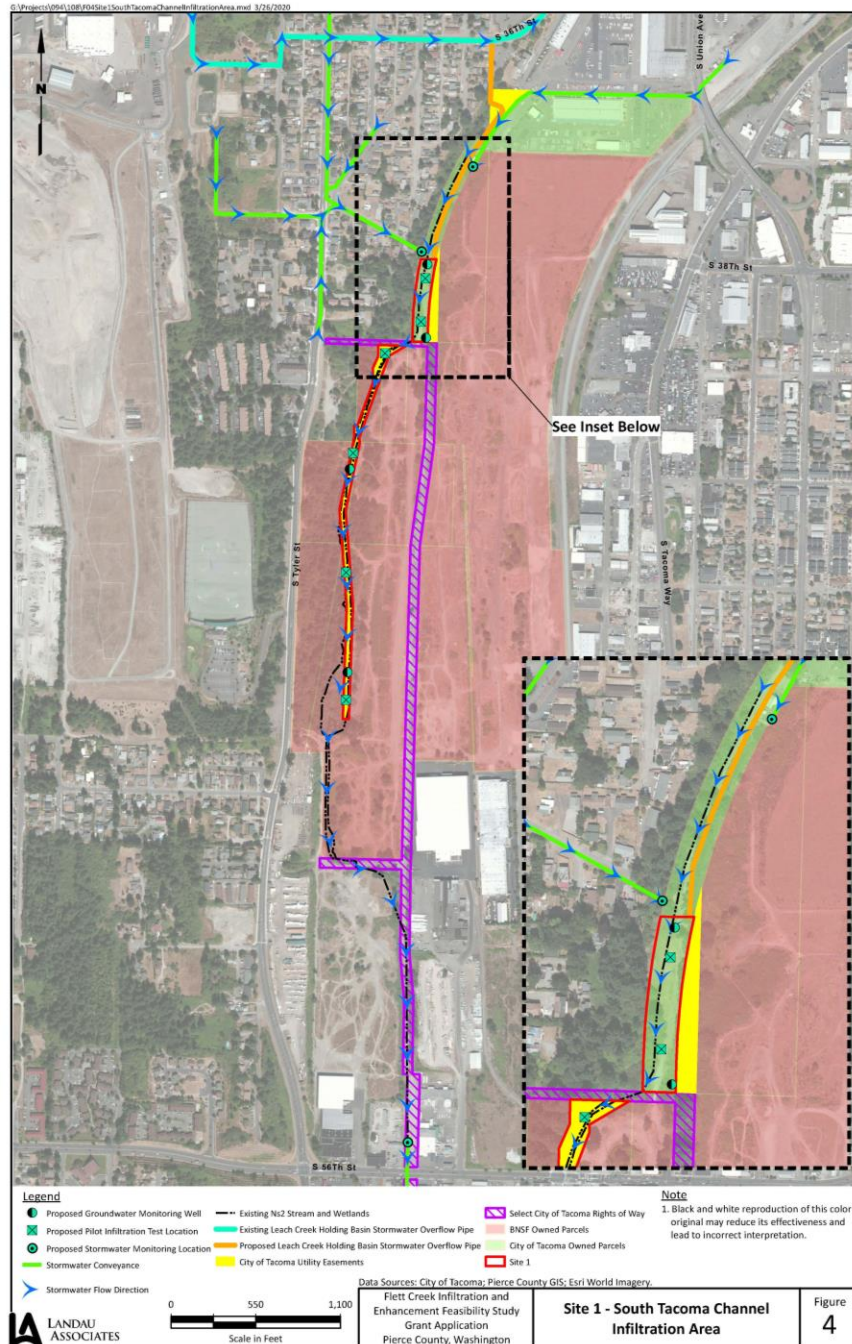 G:\Projects\094\108\F04Site1SouthTacomaChannelInfiltrationArea.mxd 3/26/2020
N
S 36Th St
S Union Ave
S 38Th St
See Inset Below
S Tyler St
S Tacoma Way
S 56Th St
Legend
Proposed Groundwater Monitoring Well
Proposed Pilot Infiltration Test Location
Proposed Stormwater Monitoring Location
Stormwater Conveyance
Stormwater Flow Direction
Existing Ns2 Stream and Wetlands
Existing Leach Creek Holding Basin Stormwater Overflow Pipe
Proposed Leach Creek Holding Basin Stormwater Overflow Pipe
City of Tacoma Utility Easements
Select City of Tacoma Rights of Way
BNSF Owned Parcels
City of Tacoma Owned Parcels
Site 1
Note
1. Black and white reproduction of this color
original may reduce its effectiveness and
lead to incorrect interpretation.
Data Sources: City of Tacoma; Pierce County GIS; Esri World Imagery.
LANDAU
ASSOCIATES
0 550 1,100
Scale in Feet
Flett Creek Infiltration and
Enhancement Feasibility Study
Grant Application
Pierce County, Washington
Site 1 - South Tacoma Channel
Infiltration Area
Figure
4